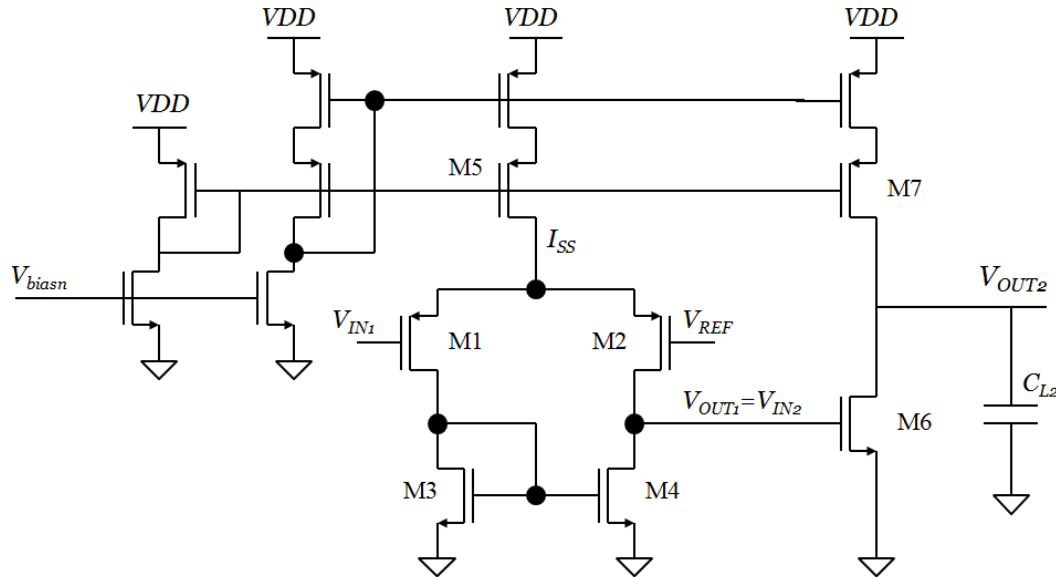 VDD
VDD
VDD
VDD
M5
M7
I_SS
V_biasn
V_OUT2
V_IN1
M1
M2
V_REF
C_L2
V_OUT1=V_IN2
M6
M3
M4